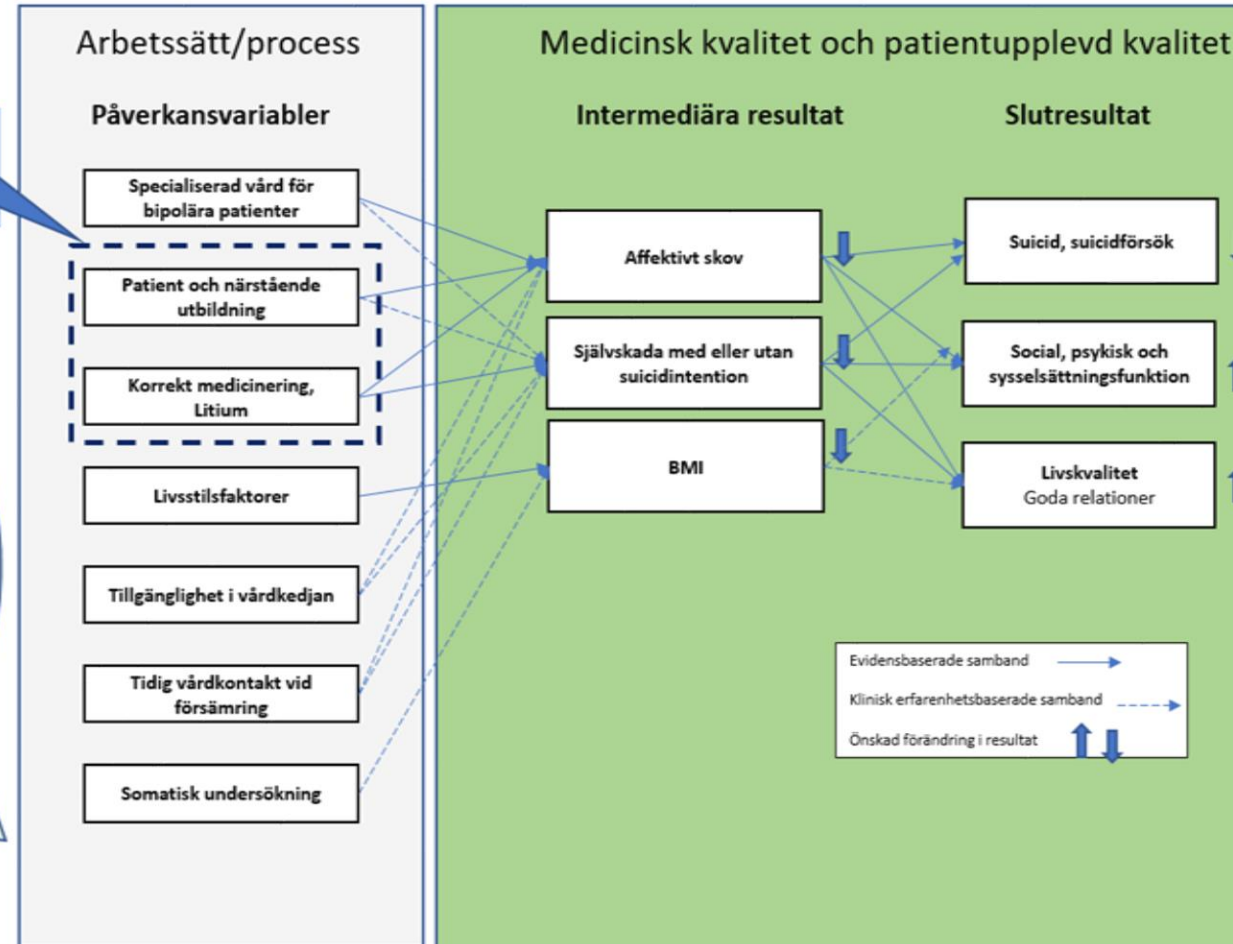 Arbetssätt/process
Påverkansvariabler
Specialiserad vård för
bipolära patienter
Patient och närstående
utbildning
Korrekt medicinering,
Litium
Livsstilsfaktorer
Tillgänglighet i vårdkedjan
Tidig vårdkontakt vid
försämring
Somatisk undersökning
Medicinsk kvalitet och patientupplevd kvalitet
Intermediära resultat
Affektivt skov
Självskada med eller utan
suicidintention
BMI
Slutresultat
Suicid, suicidförsök
Social, psykisk och
sysselsättningsfunktion
Livskvalitet
Goda relationer
Evidensbaserade samband
Klinisk erfarenhetsbaserade samband
Önskad förändring i resultat